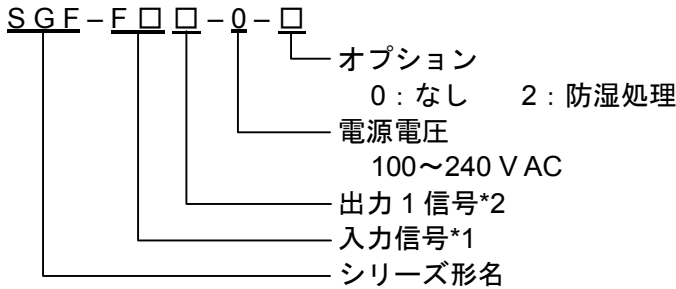 SGF－F□□－0－□
オプション
0：なし　2：防湿処理
電源電圧
100～240 V AC
出力1信号*2
入力信号*1
シリーズ形名